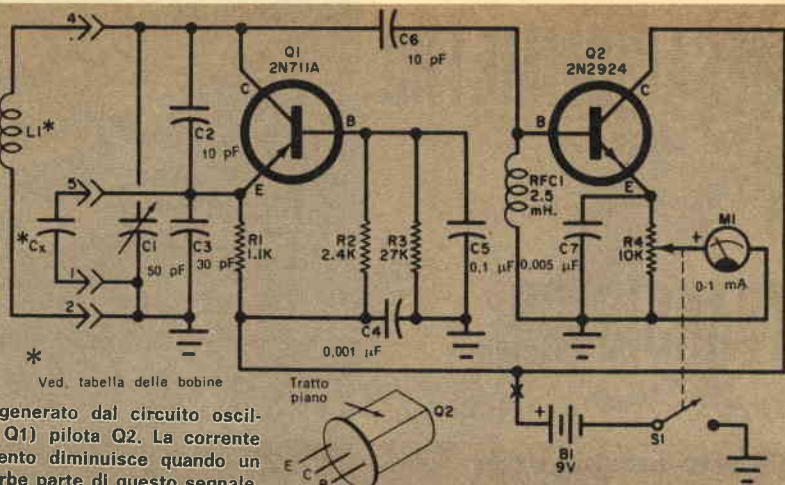 4
5
1
2
L1*
*Cx
C1
50 pF
C2
10 pF
C3
30 pF
Q1
2N711A
C
B
E
R1
1.1K
R2
2.4K
R3
27K
C4
0,001 µF
C5
0,1 µF
C6
10 pF
Q2
2N2924
C
B
E
RFC1
2.5
mH.
C7
0,005 µF
R4
10K
+
M1
0-1 mA
*
Ved. tabella delle bobine
generato dal circuito oscil-
Q1) pilota Q2. La corrente
ento diminuisce quando un
rbe parte di questo segnale.
Tratto
piano
Q2
E
C
B
+
B1
9V
S1